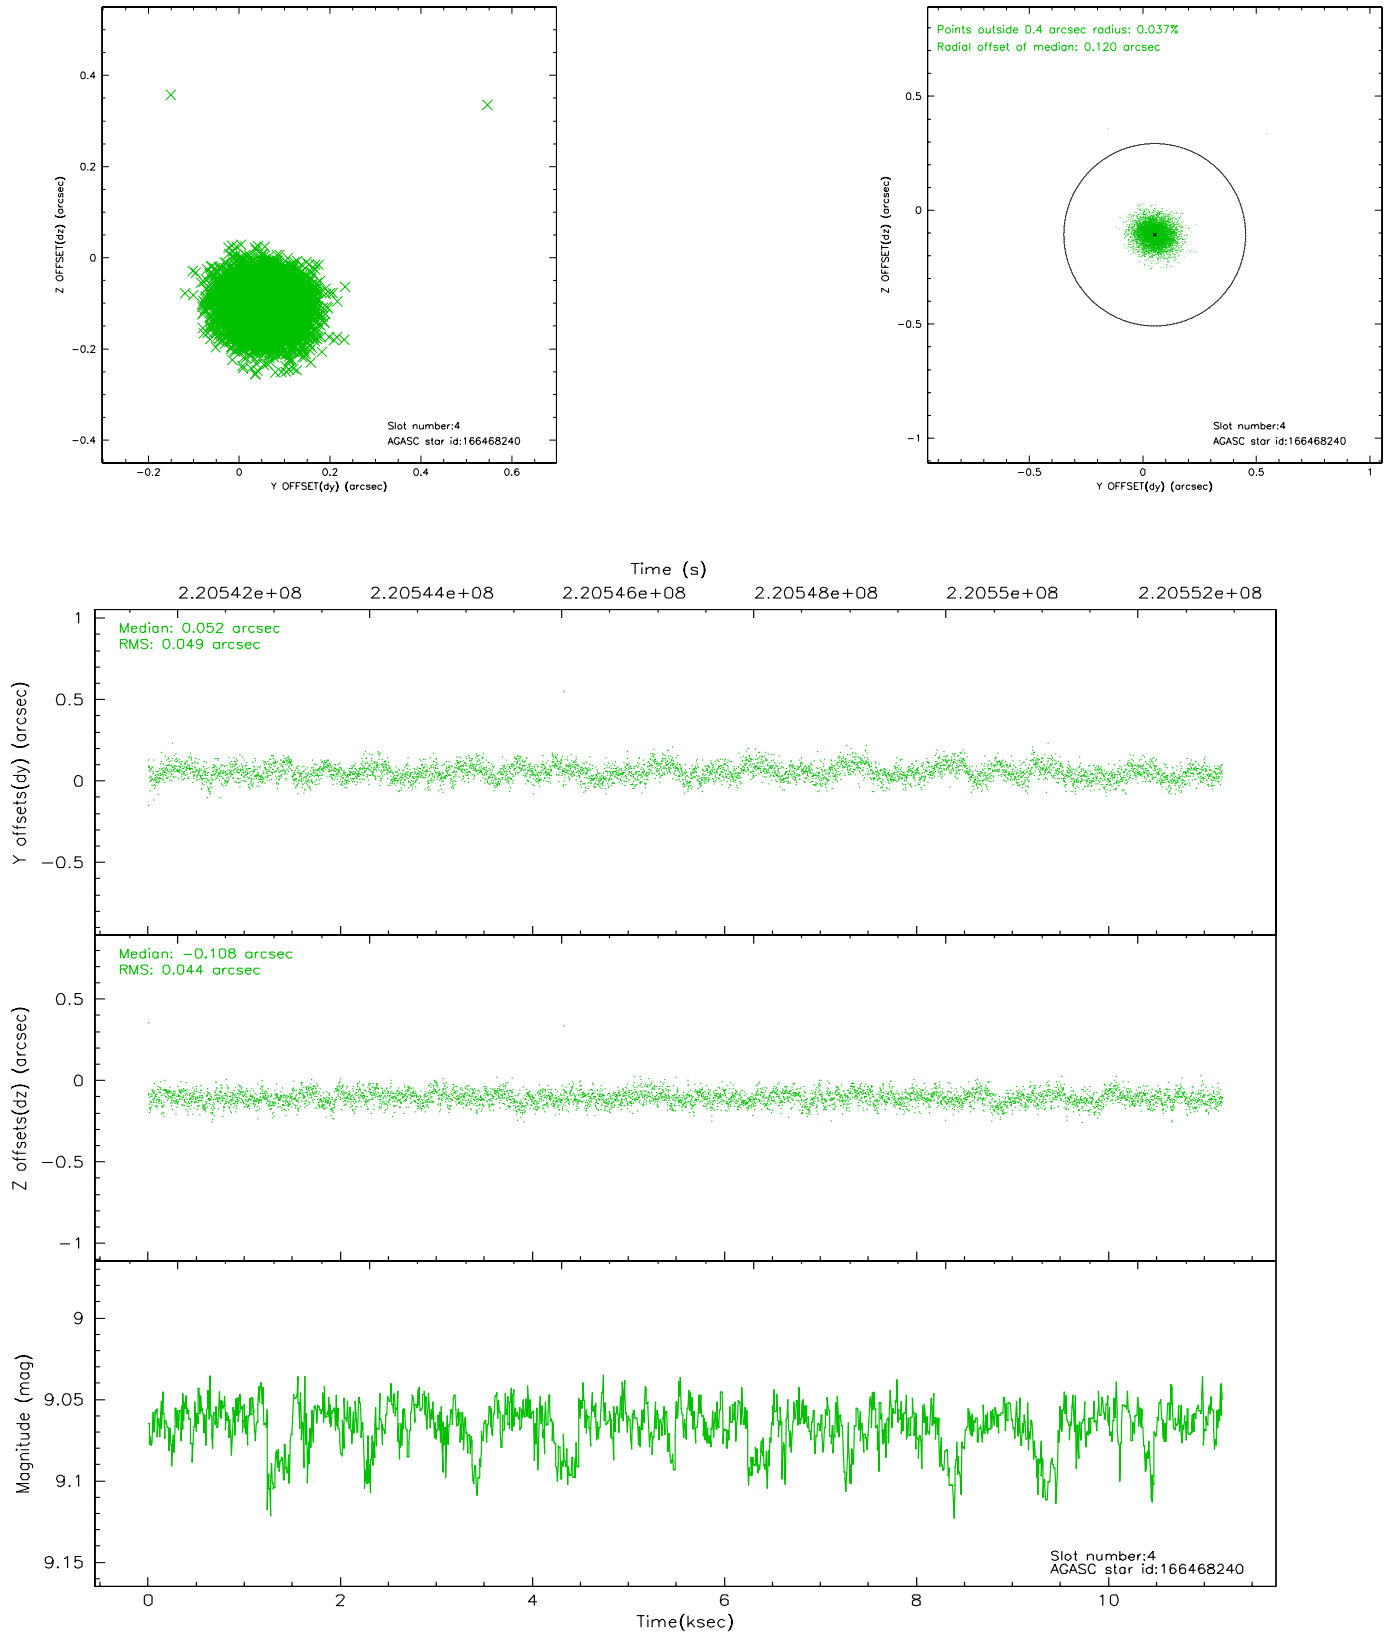 0.4
0.2
0
−0.2
−0.4
Z OFFSET(dz) (arcsec)
Slot number:4
AGASC star id:166468240
−0.2 0 0.2 0.4 0.6
Y OFFSET(dy) (arcsec)
Points outside 0.4 arcsec radius: 0.037%
Radial offset of median: 0.120 arcsec
0.5
0
−0.5
−1
Z OFFSET(dz) (arcsec)
Slot number:4
AGASC star id:166468240
−0.5 0 0.5 1
Y OFFSET(dy) (arcsec)
Time (s)
2.20542e+08 2.20544e+08 2.20546e+08 2.20548e+08 2.2055e+08 2.20552e+08
Median: 0.052 arcsec
RMS: 0.049 arcsec
1
0.5
0
−0.5
Y offsets(dy) (arcsec)
Median: −0.108 arcsec
RMS: 0.044 arcsec
0.5
0
−0.5
−1
Z offsets(dz) (arcsec)
9
9.05
9.1
9.15
Magnitude (mag)
Slot number:4
AGASC star id:166468240
0 2 4 6 8 10
Time(ksec)